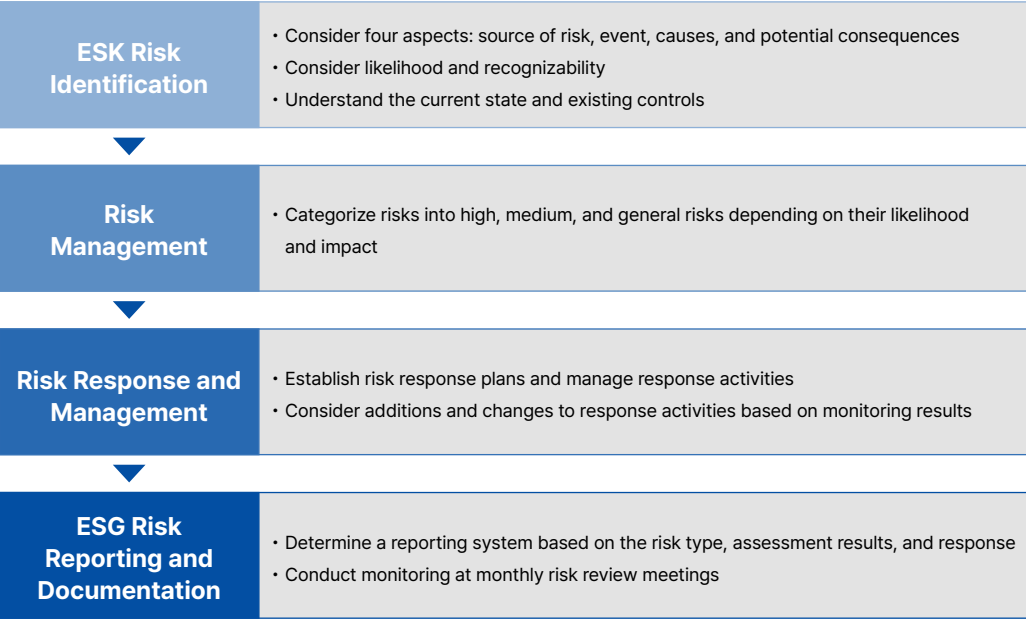 ESK Risk
Identification
· Consider four aspects: source of risk, event, causes, and potential consequences
· Consider likelihood and recognizability
· Understand the current state and existing controls
Risk
Management
· Categorize risks into high, medium, and general risks depending on their likelihood
and impact
Risk Response and
Management
· Establish risk response plans and manage response activities
· Consider additions and changes to response activities based on monitoring results
ESG Risk
Reporting and
Documentation
· Determine a reporting system based on the risk type, assessment results, and response
· Conduct monitoring at monthly risk review meetings